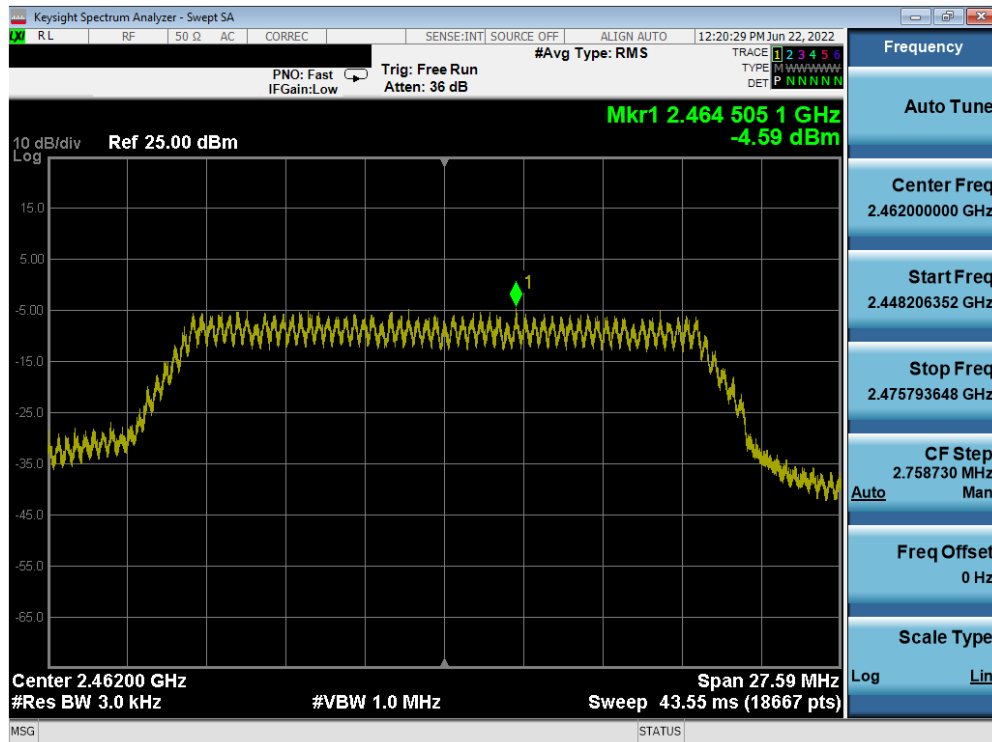 Keysight Spectrum Analyzer - Swept SA
LXI RL RF 50 Ω AC CORREC SENSE:INT SOURCE OFF ALIGN AUTO 12:20:29 PM Jun 22, 2022
#Avg Type: RMS
TRACE 1 2 3 4 5 6
TYPE M W W W W W
DET P N N N N N
PNO: Fast
IFGain:Low
Trig: Free Run
Atten: 36 dB
Mkr1 2.464 505 1 GHz
-4.59 dBm
10 dB/div
Log
Ref 25.00 dBm
15.0
5.00
-5.00
-15.0
-25.0
-35.0
-45.0
-55.0
-65.0
1
Center 2.46200 GHz
Span 27.59 MHz
#Res BW 3.0 kHz
#VBW 1.0 MHz
Sweep 43.55 ms (18667 pts)
MSG
STATUS
Frequency
Auto Tune
Center Freq
2.462000000 GHz
Start Freq
2.448206352 GHz
Stop Freq
2.475793648 GHz
CF Step
2.758730 MHz
Auto Man
Freq Offset
0 Hz
Scale Type
Log Lin